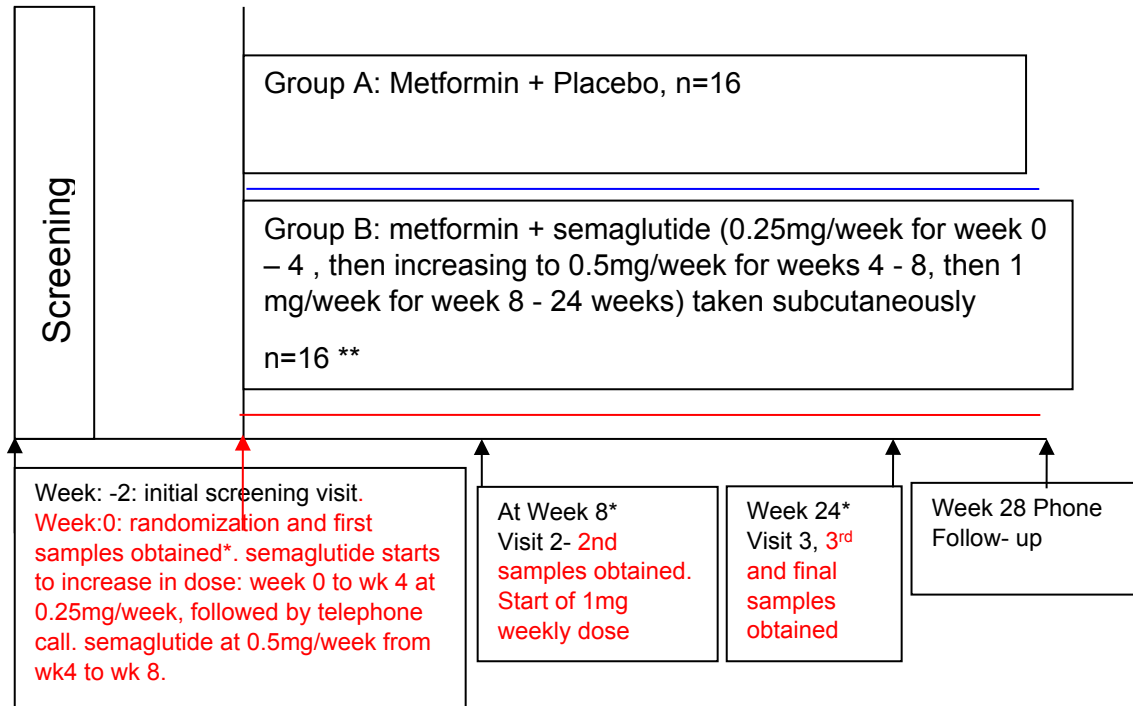 Screening
Group A: Metformin + Placebo, n=16
Group B: metformin + semaglutide (0.25mg/week for week 0
– 4 , then increasing to 0.5mg/week for weeks 4 - 8, then 1
mg/week for week 8 - 24 weeks) taken subcutaneously
n=16 **
Week: -2: initial screening visit.
Week:0: randomization and first
samples obtained*. semaglutide starts
to increase in dose: week 0 to wk 4 at
0.25mg/week, followed by telephone
call. semaglutide at 0.5mg/week from
wk4 to wk 8.
At Week 8*
Visit 2- 2nd
samples obtained.
Start of 1mg
weekly dose
Week 24*
Visit 3, 3rd
and final
samples
obtained
Week 28 Phone
Follow- up